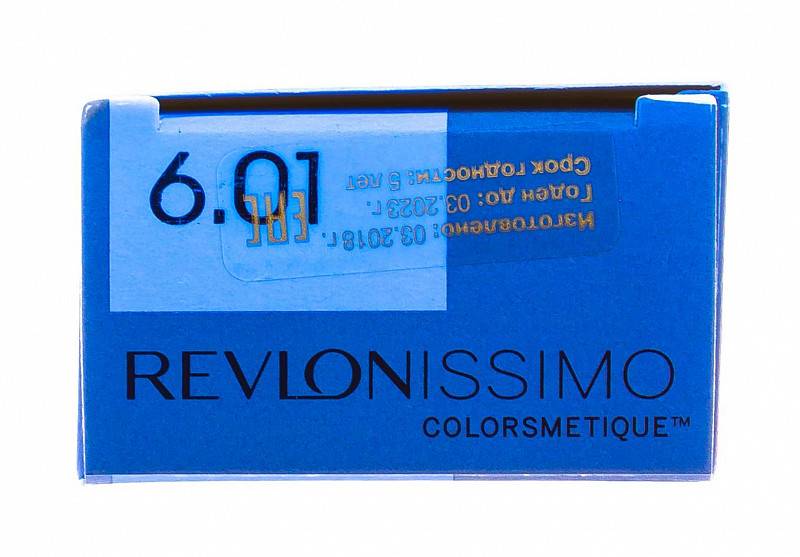 6.01
Изготовлено: 03.2018 г.
Годен до: 03.2023 г.
Срок годности: 5 лет
EAC
REVLONISSIMO
COLORSMETIQUE™